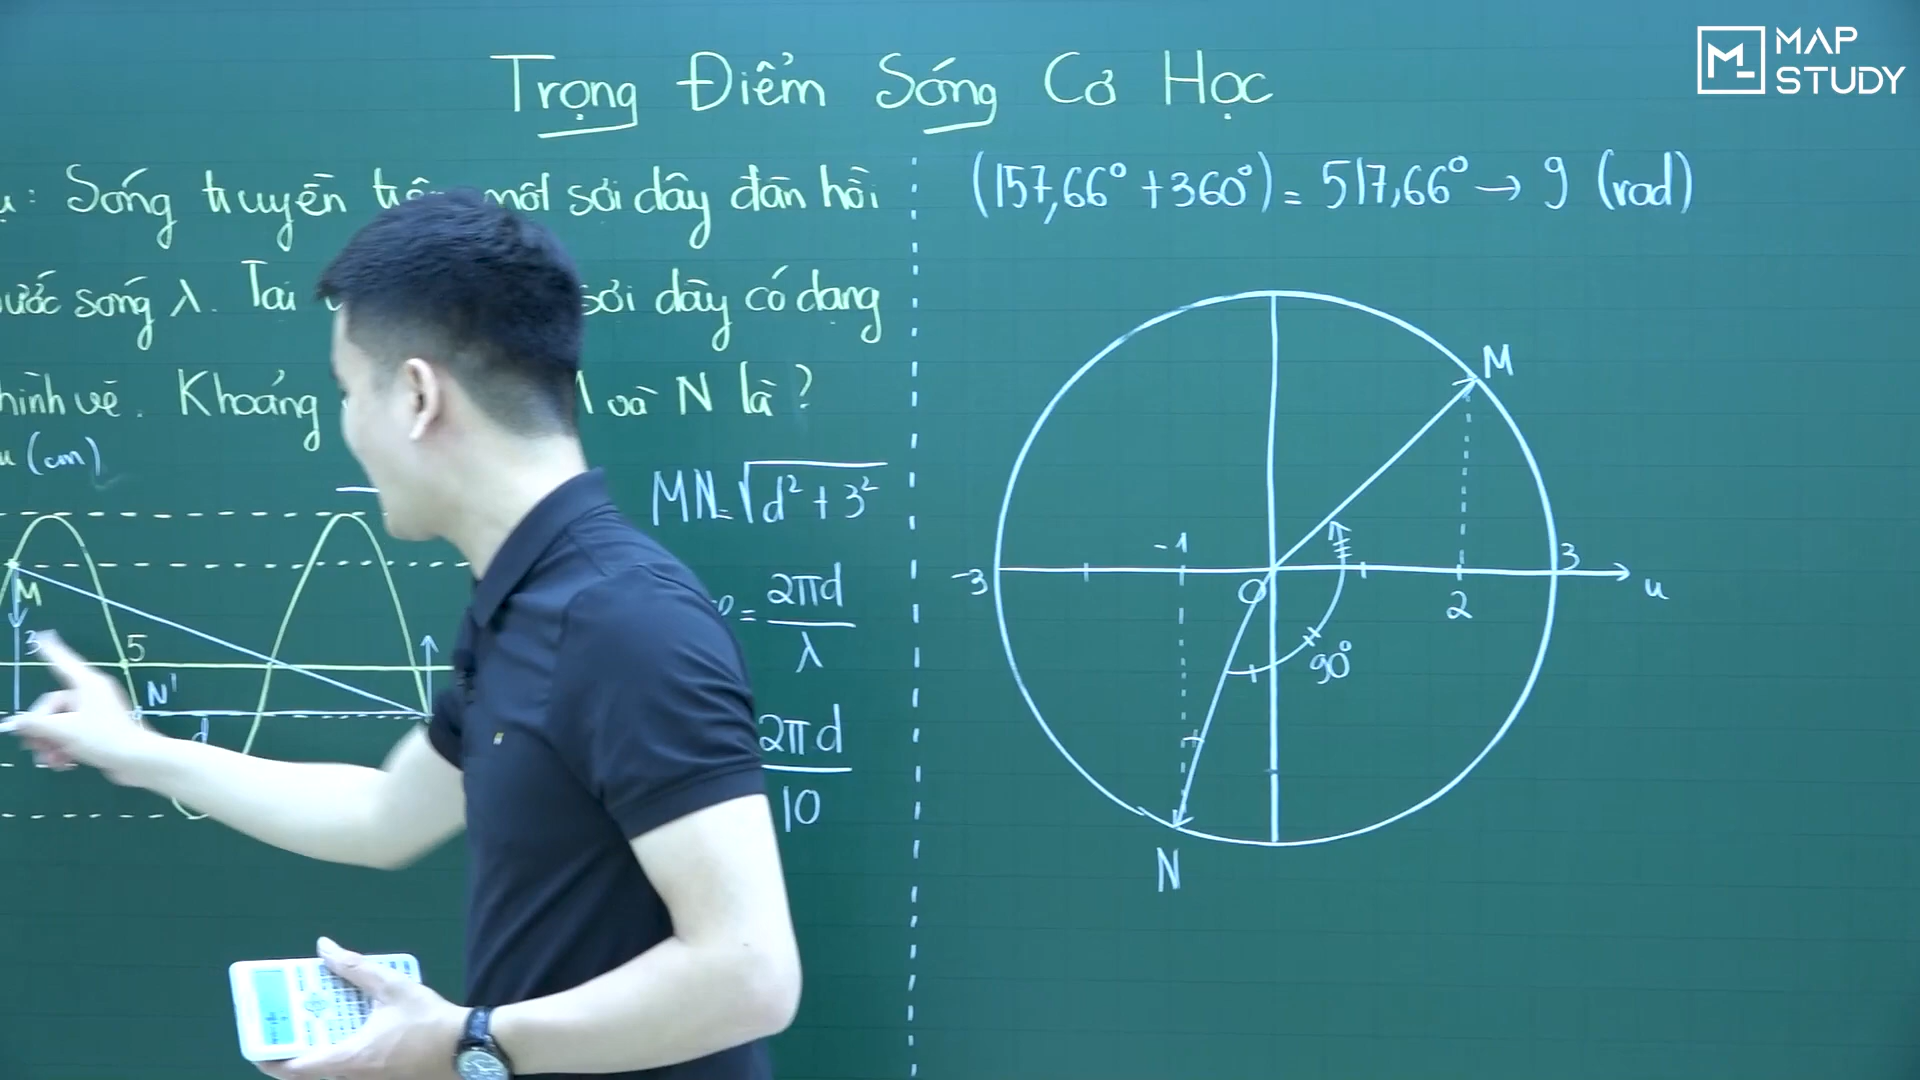 MAP
STUDY
Trọng Điểm Sóng Cơ Học
Sóng truyền một sợi dây đàn hồi
sóng λ. Tại sợi dây có dạng
hình vẽ. Khoảng và N là?
u (cm)
MN = √d² + 3²
= 2πd / λ
2πd / 10
M
3
5
N'
d
(157,66° + 360°) = 517,66° → 9 (rad)
M
-1
-3
O
2
3
u
90°
N